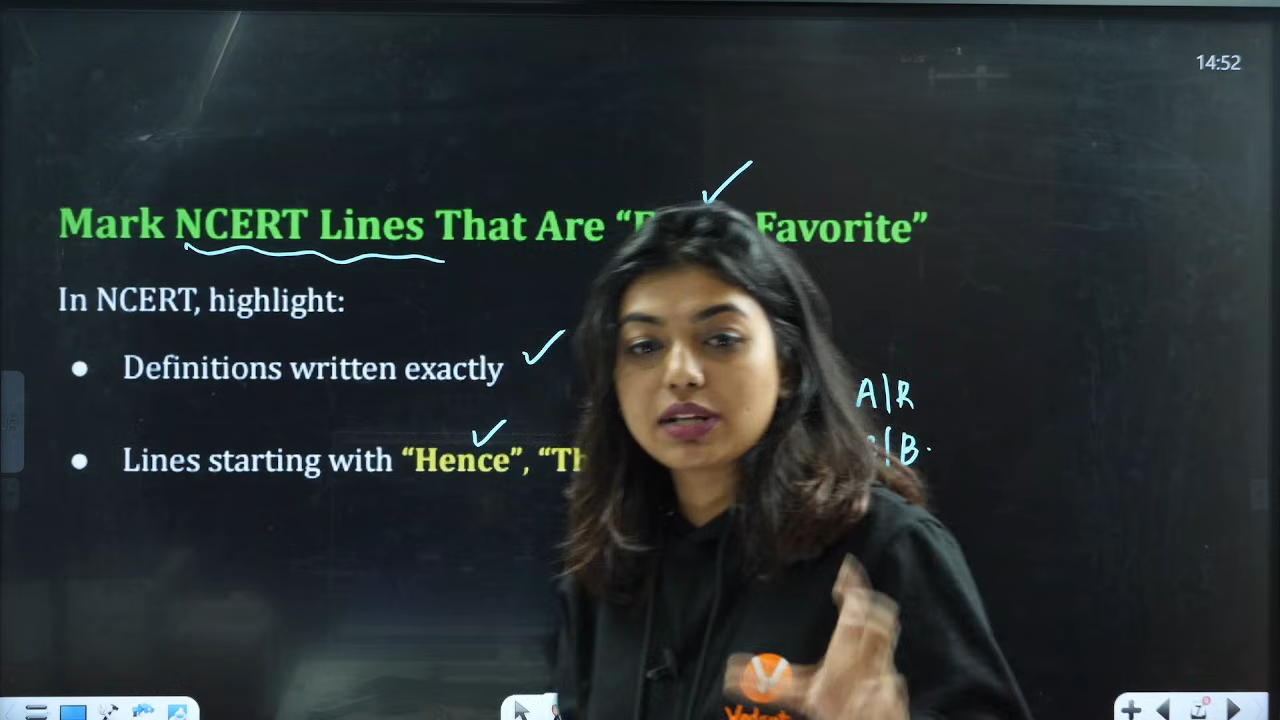 14:52
Mark NCERT Lines That Are “ Favorite”
In NCERT, highlight:
● Definitions written exactly
A|R
|B.
● Lines starting with “Hence”, “Th